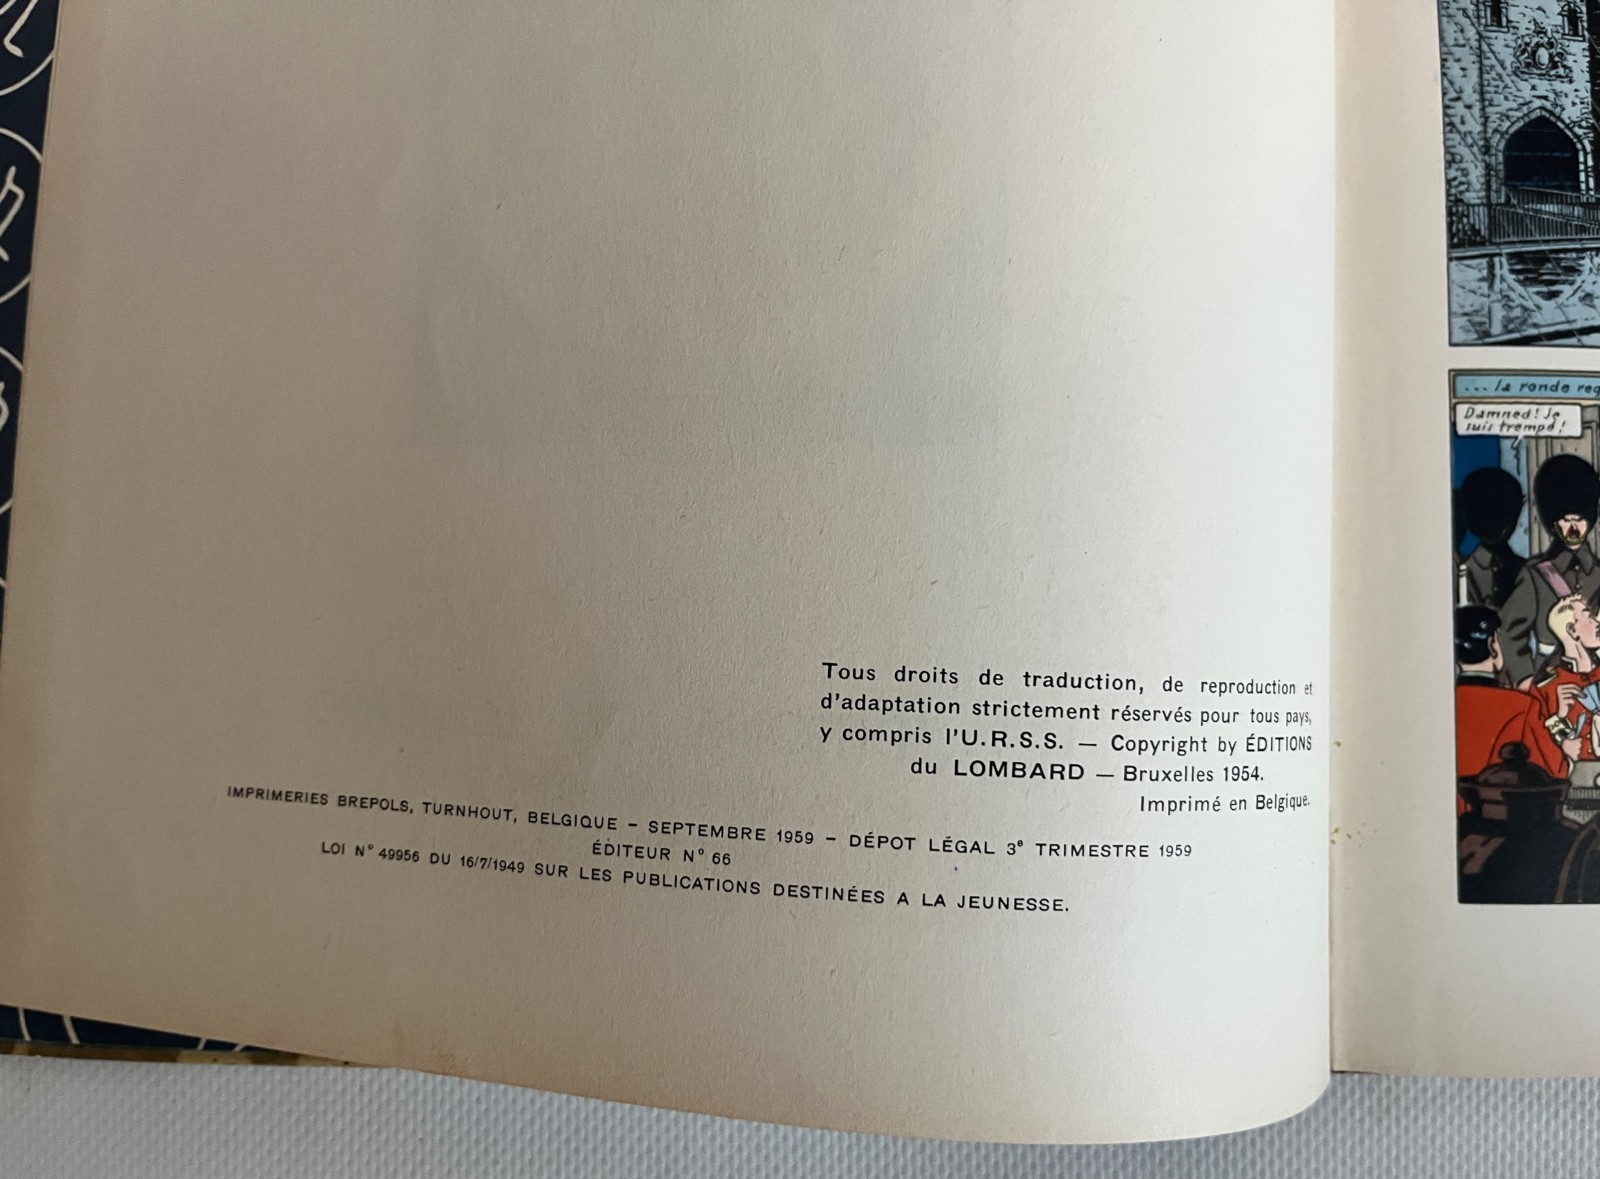 Tous droits de traduction, de reproduction et
d'adaptation strictement réservés pour tous pays,
y compris l'U.R.S.S. — Copyright by ÉDITIONS
du LOMBARD — Bruxelles 1954.
Imprimé en Belgique.
IMPRIMERIES BREPOLS, TURNHOUT, BELGIQUE – SEPTEMBRE 1959 – DÉPOT LÉGAL 3e TRIMESTRE 1959
ÉDITEUR N° 66
LOI N° 49956 DU 16/7/1949 SUR LES PUBLICATIONS DESTINÉES A LA JEUNESSE.
... la ronde
Damned! Je
suis trempé!